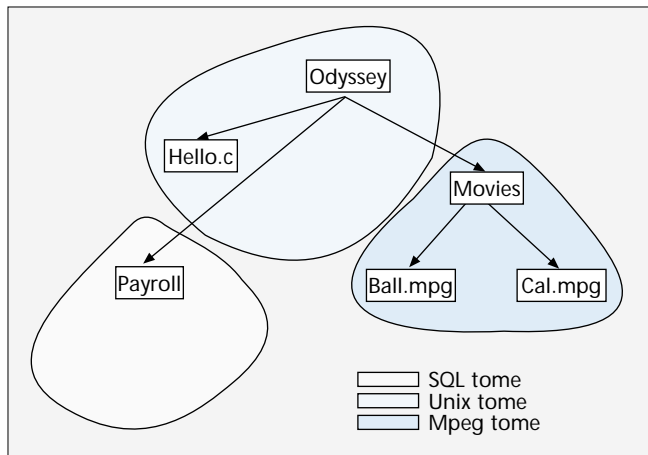 Odyssey
Hello.c
Movies
Payroll
Ball.mpg
Cal.mpg
SQL tome
Unix tome
Mpeg tome